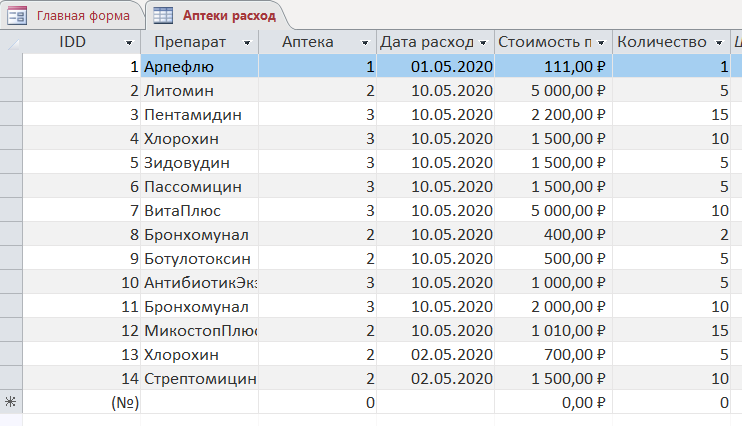 Главная форма Аптеки расход
IDD Препарат Аптека Дата расход Стоимость п Количество
1 Арпефлю 1 01.05.2020 111,00 ₽ 1
2 Литомин 2 10.05.2020 5 000,00 ₽ 5
3 Пентамидин 3 10.05.2020 2 200,00 ₽ 15
4 Хлорохин 3 10.05.2020 1 500,00 ₽ 10
5 Зидовудин 3 10.05.2020 1 500,00 ₽ 5
6 Пассомицин 3 10.05.2020 1 500,00 ₽ 5
7 ВитаПлюс 3 10.05.2020 5 000,00 ₽ 10
8 Бронхомунал 2 10.05.2020 400,00 ₽ 2
9 Ботулотоксин 2 10.05.2020 500,00 ₽ 5
10 АнтибиотикЭкз 3 10.05.2020 1 000,00 ₽ 5
11 Бронхомунал 3 10.05.2020 2 000,00 ₽ 10
12 МикостопПлюс 2 10.05.2020 1 010,00 ₽ 15
13 Хлорохин 2 02.05.2020 700,00 ₽ 5
14 Стрептомицин 2 02.05.2020 1 500,00 ₽ 10
(№) 0 0,00 ₽ 0